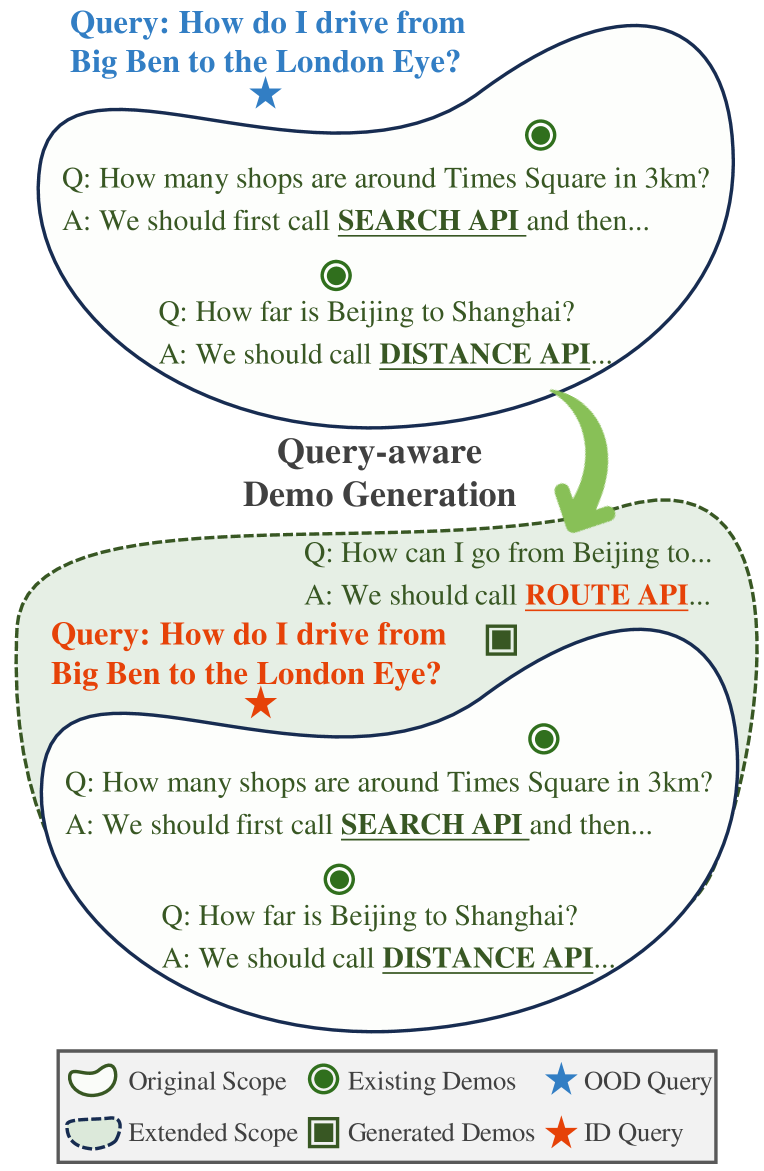 Query: How do I drive from
Big Ben to the London Eye?
Q: How many shops are around Times Square in 3km?
A: We should first call SEARCH API and then...
Q: How far is Beijing to Shanghai?
A: We should call DISTANCE API...
Query-aware
Demo Generation
Q: How can I go from Beijing to...
A: We should call ROUTE API...
Query: How do I drive from
Big Ben to the London Eye?
Q: How many shops are around Times Square in 3km?
A: We should first call SEARCH API and then...
Q: How far is Beijing to Shanghai?
A: We should call DISTANCE API...
Original Scope Existing Demos OOD Query
Extended Scope Generated Demos ID Query